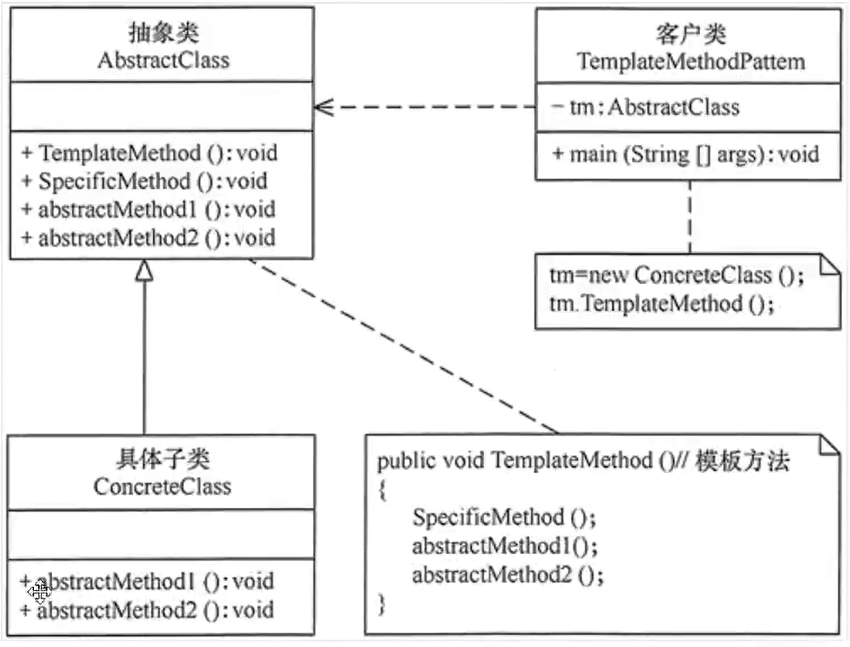 抽象类
AbstractClass
+ TemplateMethod ():void
+ SpecificMethod ():void
+ abstractMethod1 ():void
+ abstractMethod2 ():void
客户类
TemplateMethodPattem
− tm:AbstractClass
+ main (String [] args):void
tm=new ConcreteClass ();
tm.TemplateMethod ();
具体子类
ConcreteClass
+ abstractMethod1 ():void
+ abstractMethod2 ():void
public void TemplateMethod ()// 模板方法
{
SpecificMethod ();
abstractMethod1();
abstractMethod2 ();
}